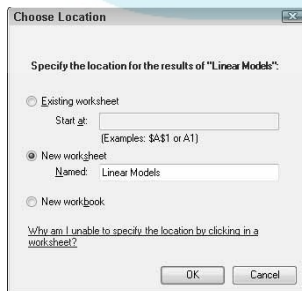 Choose Location
Specify the location for the results of "Linear Models":
Existing worksheet
Start at:
(Examples: $A$1 or A1)
New worksheet
Named: Linear Models
New workbook
Why am I unable to specify the location by clicking in a
worksheet?
OK Cancel